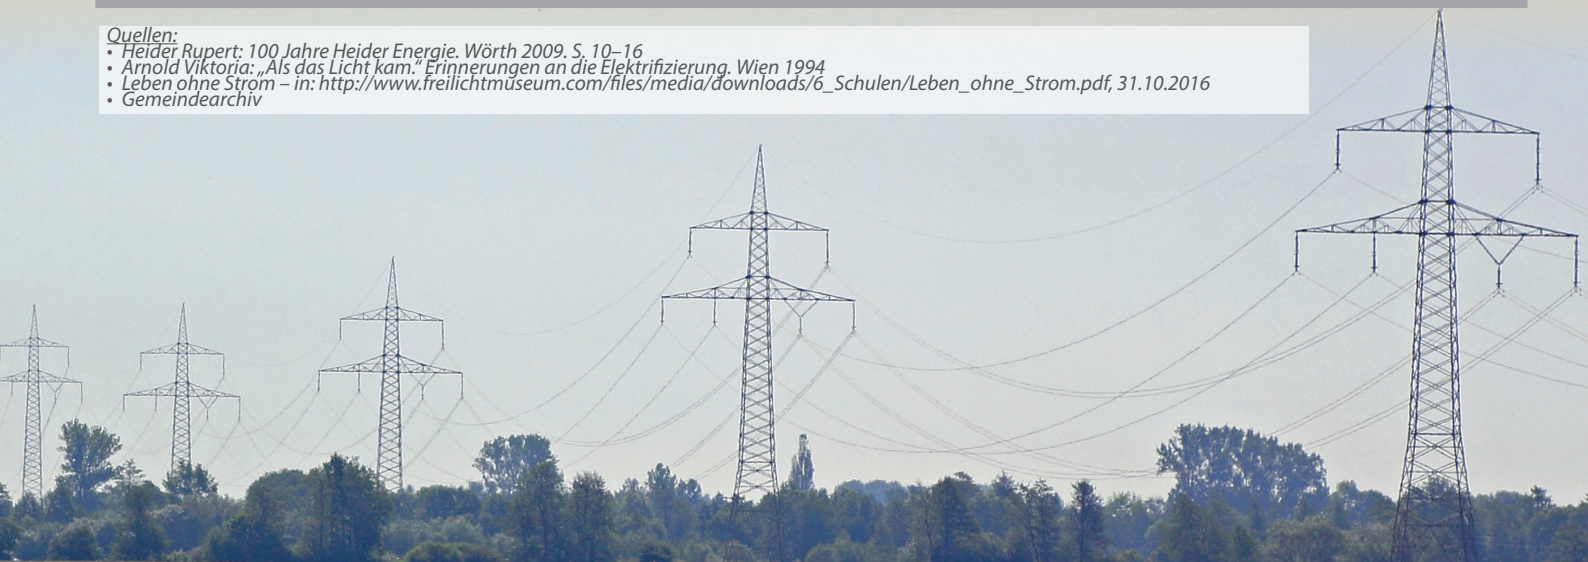 Quellen:
• Heider Rupert: 100 Jahre Heider Energie. Wörth 2009. S. 10–16
• Arnold Viktoria: „Als das Licht kam.“ Erinnerungen an die Elektrifizierung. Wien 1994
• Leben ohne Strom – in: http://www.freilichtmuseum.com/files/media/downloads/6_Schulen/Leben_ohne_Strom.pdf, 31.10.2016
• Gemeindearchiv